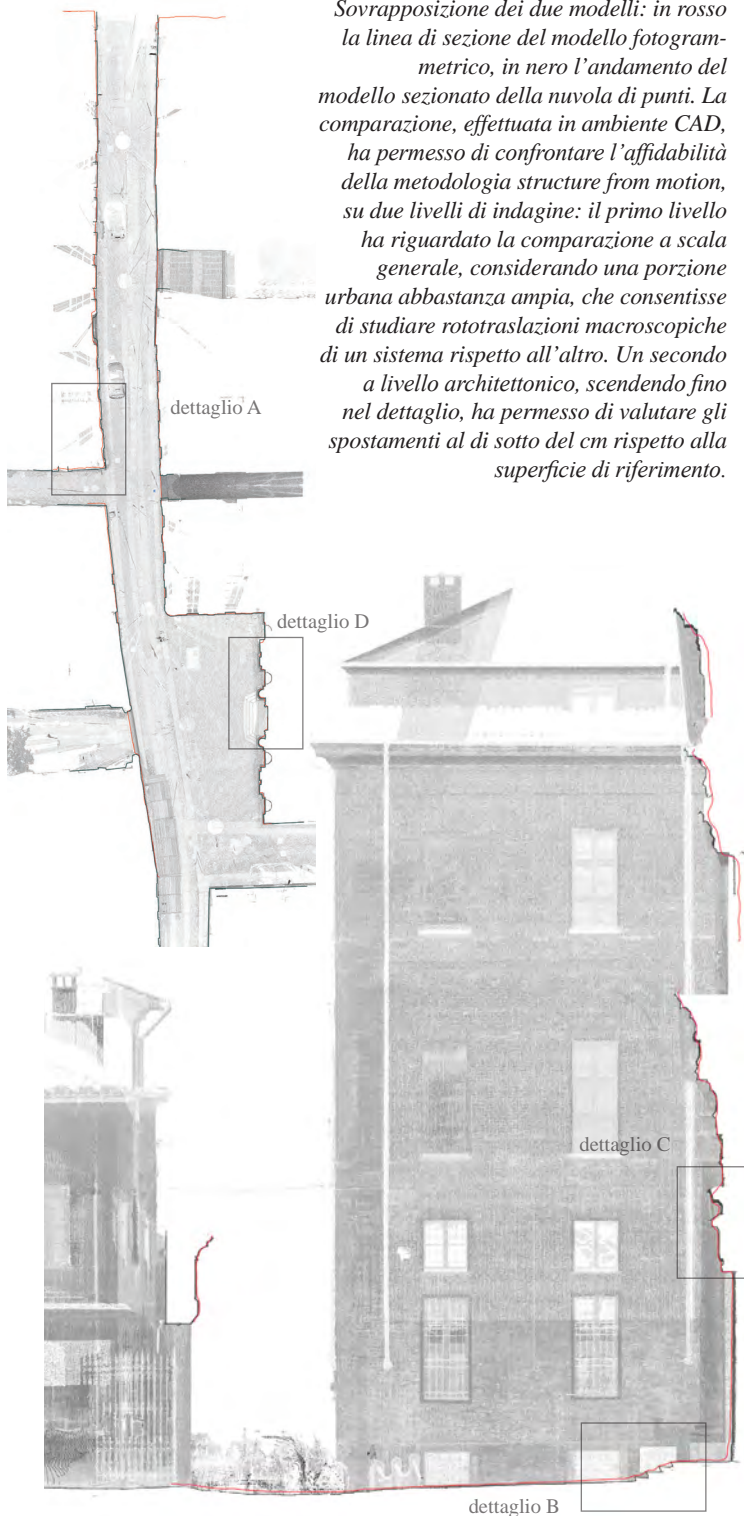 Sovrapposizione dei due modelli: in rosso
la linea di sezione del modello fotogram-
metrico, in nero l’andamento del
modello sezionato della nuvola di punti. La
comparazione, effettuata in ambiente CAD,
ha permesso di confrontare l’affidabilità
della metodologia structure from motion,
su due livelli di indagine: il primo livello
ha riguardato la comparazione a scala
generale, considerando una porzione
urbana abbastanza ampia, che consentisse
di studiare rototraslazioni macroscopiche
di un sistema rispetto all’altro. Un secondo
a livello architettonico, scendendo fino
nel dettaglio, ha permesso di valutare gli
spostamenti al di sotto del cm rispetto alla
superficie di riferimento.
dettaglio A
dettaglio D
dettaglio C
dettaglio B